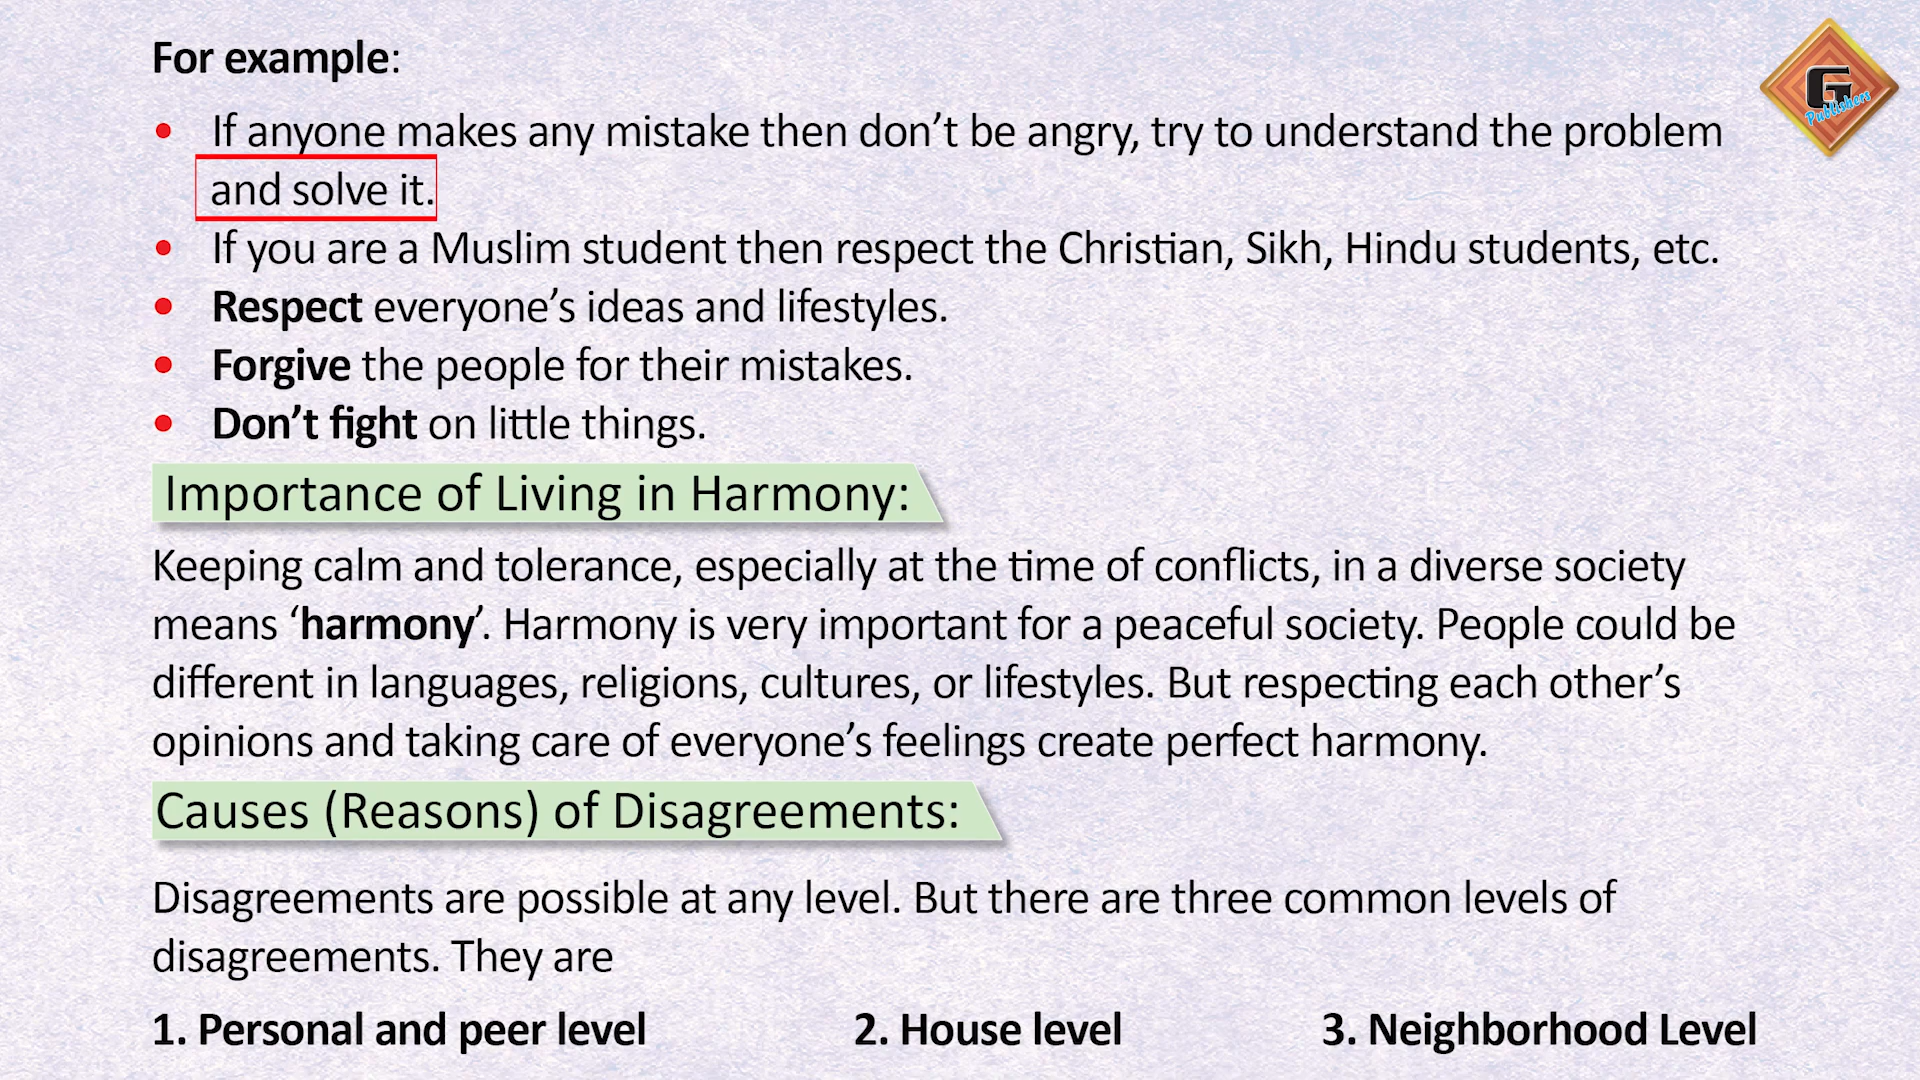 For example:
• If anyone makes any mistake then don’t be angry, try to understand the problem
and solve it.
• If you are a Muslim student then respect the Christian, Sikh, Hindu students, etc.
• Respect everyone’s ideas and lifestyles.
• Forgive the people for their mistakes.
• Don’t fight on little things.
Importance of Living in Harmony:
Keeping calm and tolerance, especially at the time of conflicts, in a diverse society
means ‘harmony’. Harmony is very important for a peaceful society. People could be
different in languages, religions, cultures, or lifestyles. But respecting each other’s
opinions and taking care of everyone’s feelings create perfect harmony.
Causes (Reasons) of Disagreements:
Disagreements are possible at any level. But there are three common levels of
disagreements. They are
1. Personal and peer level 2. House level 3. Neighborhood Level
G
Publishers